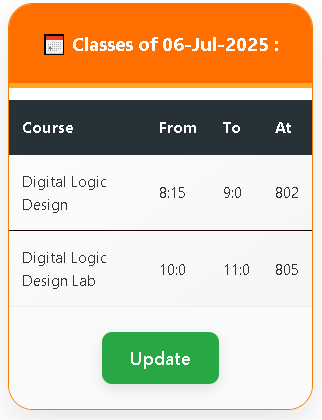 Classes of 06-Jul-2025 :
Course From To At
Digital Logic
Design 8:15 9:0 802
Digital Logic
Design Lab 10:0 11:0 805
Update